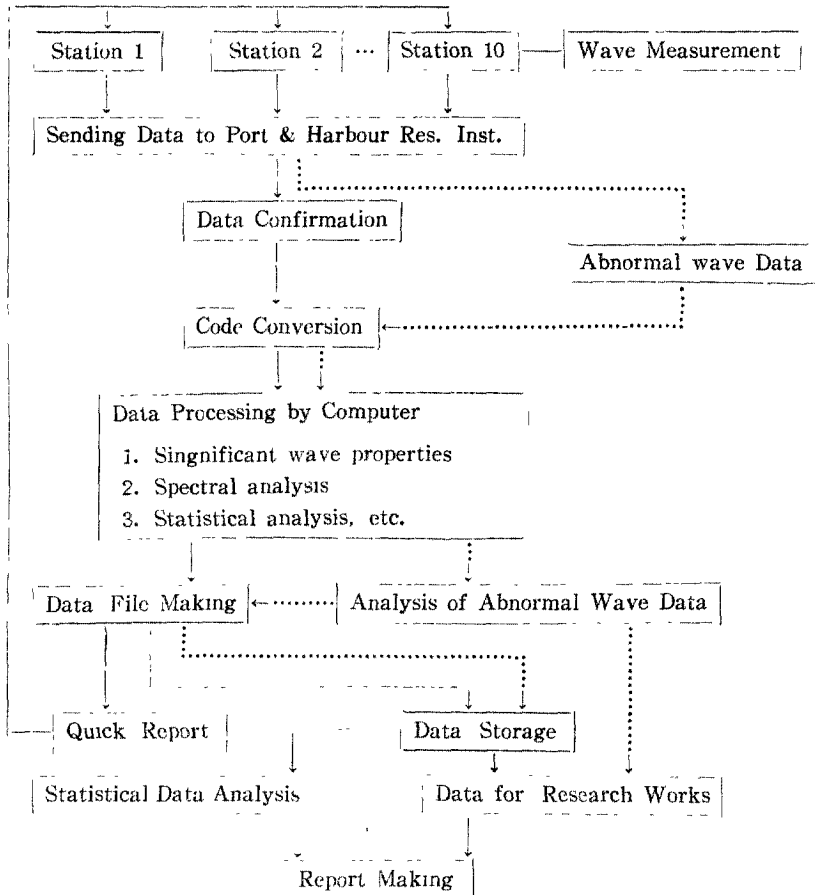 Station 1
Station 2
...
Station 10
Wave Measurement
Sending Data to Port & Harbour Res. Inst.
Data Confirmation
Abnormal wave Data
Code Conversion
Data Processing by Computer
1. Singnificant wave properties
2. Spectral analysis
3. Statistical analysis, etc.
Data File Making
Analysis of Abnormal Wave Data
Quick Report
Data Storage
Statistical Data Analysis
Data for Research Works
Report Making